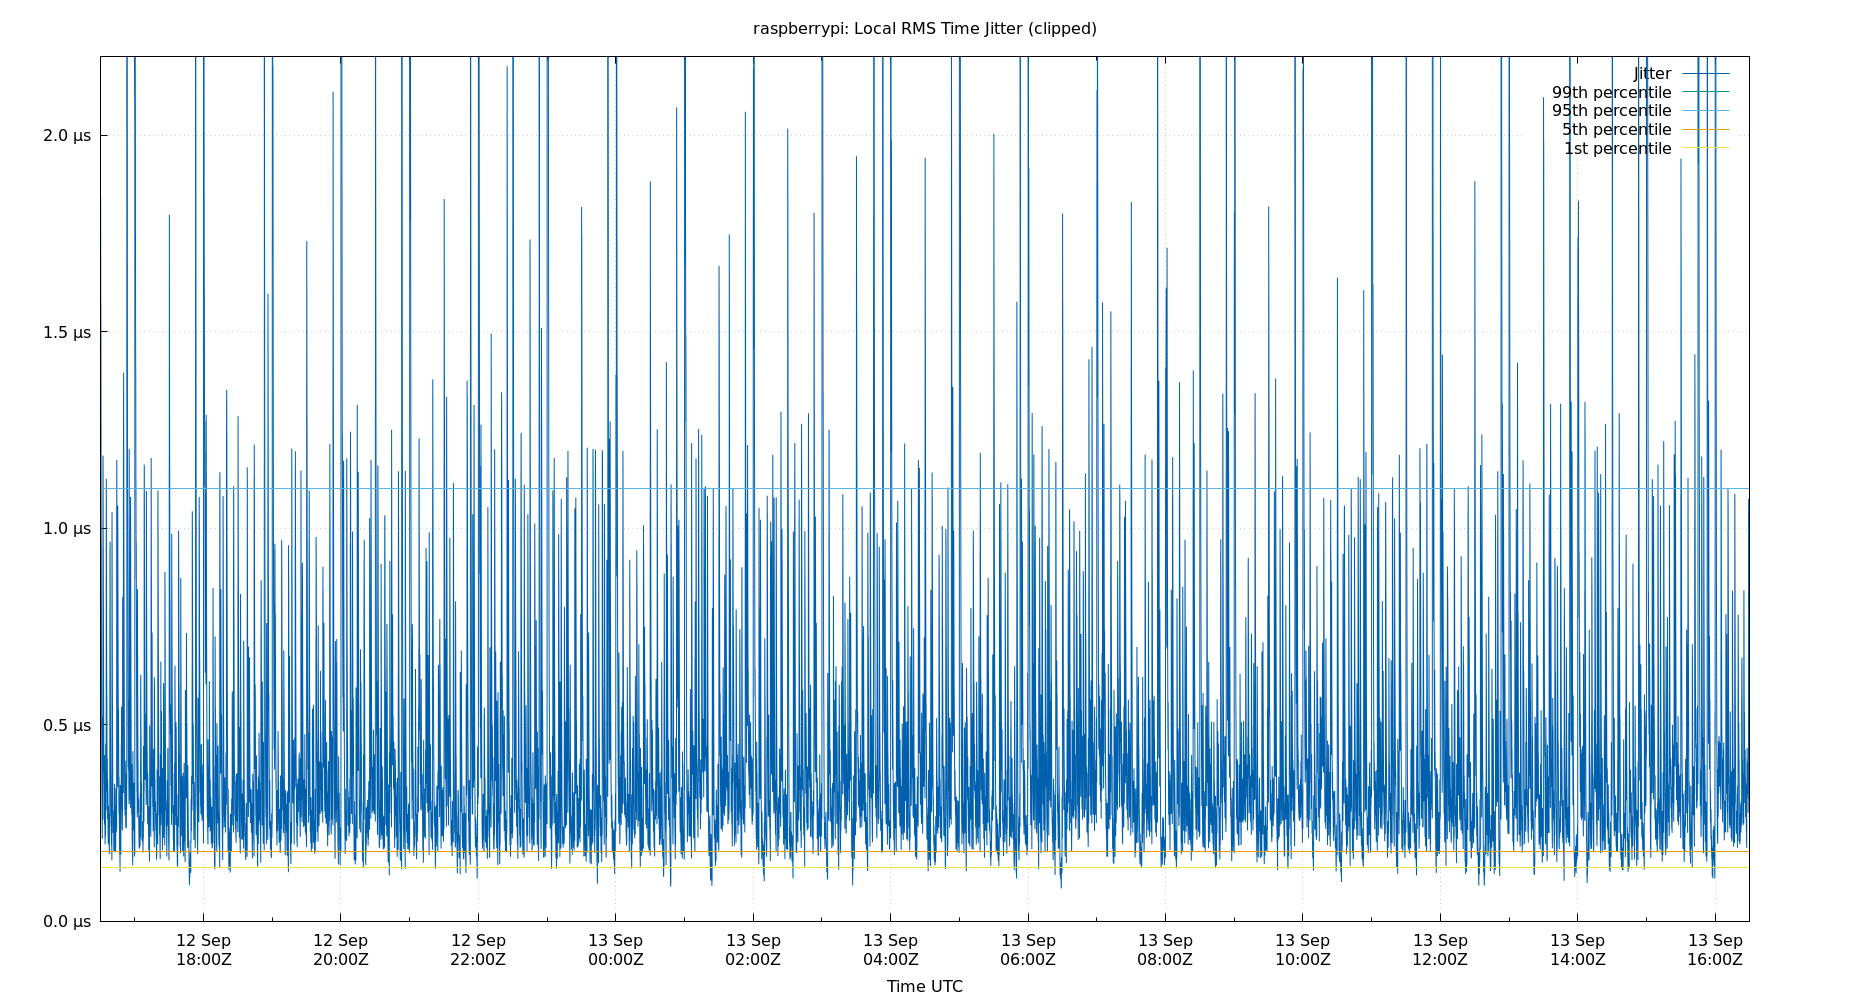 raspberrypi: Local RMS Time Jitter (clipped)
Jitter
99th percentile
95th percentile
5th percentile
1st percentile
2.0 µs
1.5 µs
1.0 µs
0.5 µs
0.0 µs
12 Sep 12 Sep 12 Sep 13 Sep 13 Sep 13 Sep 13 Sep 13 Sep 13 Sep 13 Sep 13 Sep 13 Sep
18:00Z 20:00Z 22:00Z 00:00Z 02:00Z 04:00Z 06:00Z 08:00Z 10:00Z 12:00Z 14:00Z 16:00Z
Time UTC